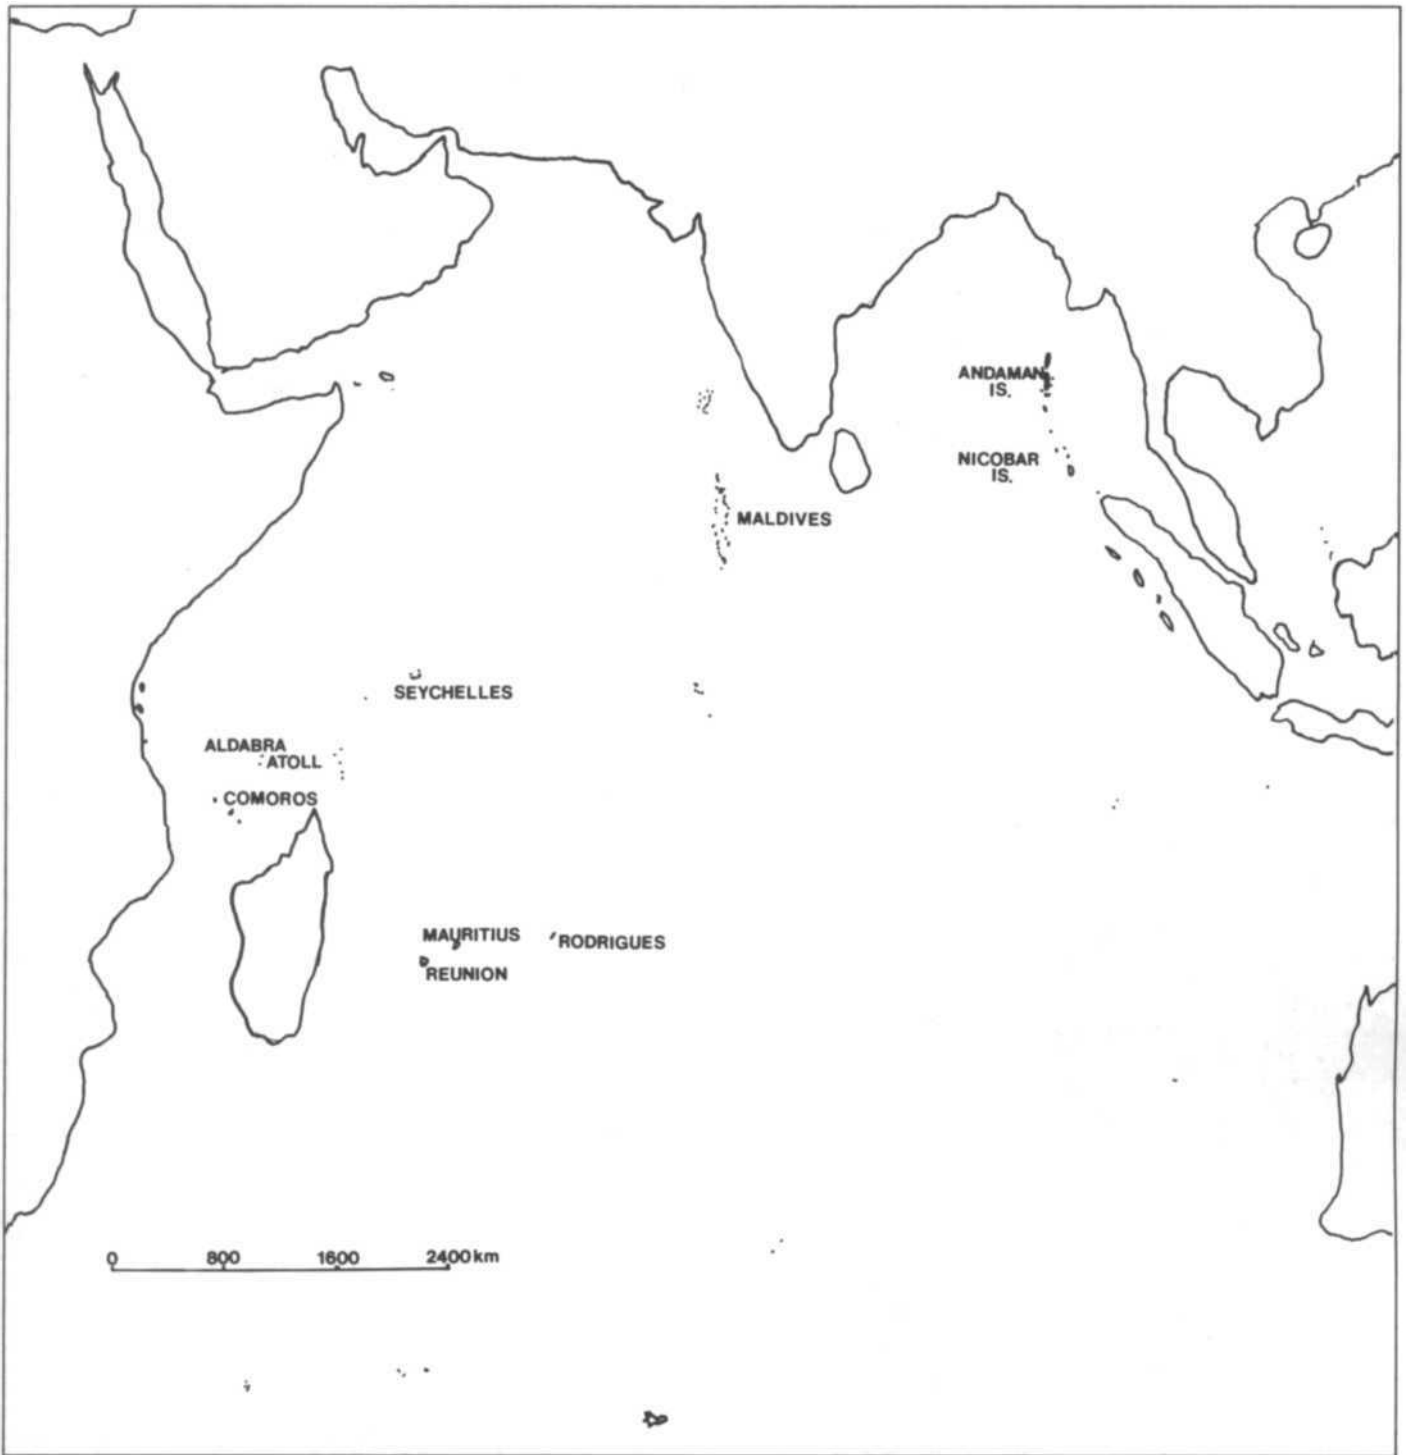 ANDAMAN
IS.
NICOBAR
IS.
MALDIVES
SEYCHELLES
ALDABRA
ATOLL
COMOROS
MAURITIUS
RODRIGUES
REUNION
0 800 1600 2400 km